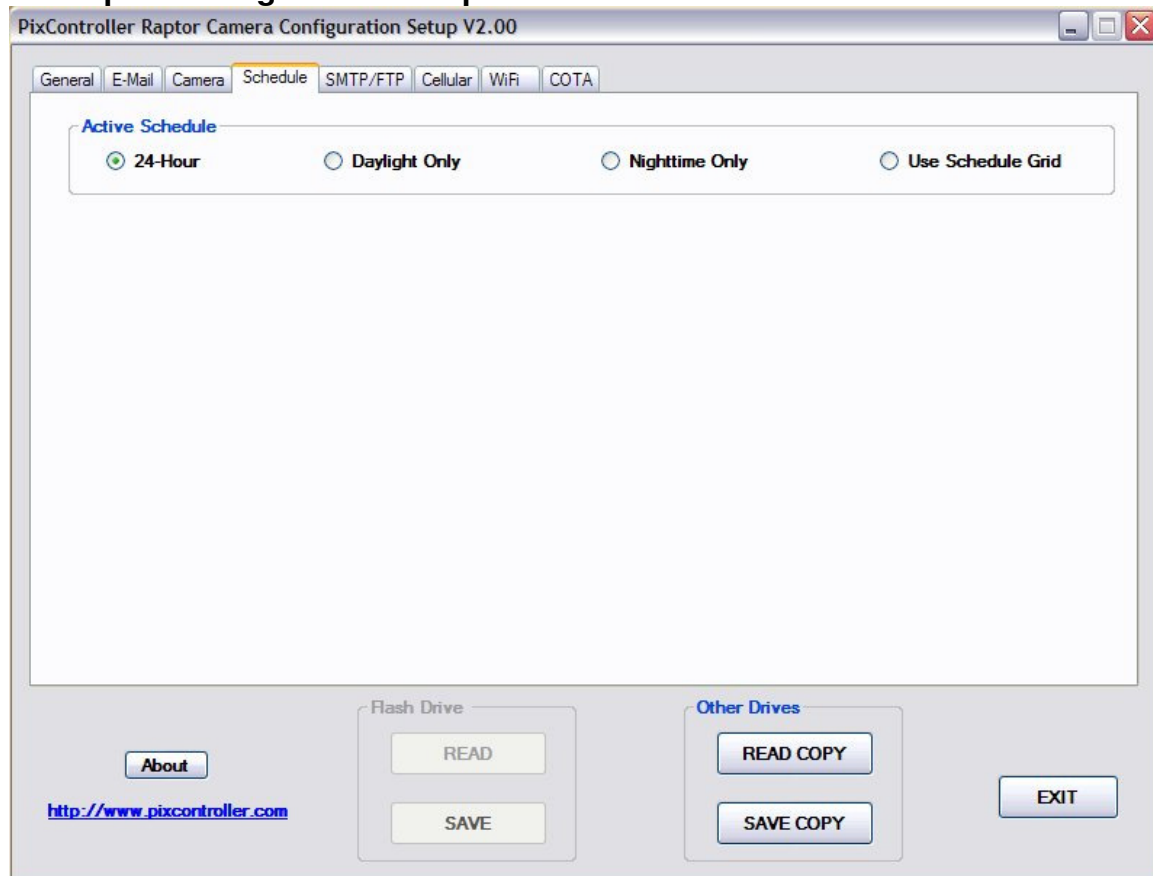 PixController Raptor Camera Configuration Setup V2.00
General E-Mail Camera Schedule SMTP/FTP Cellular WiFi COTA
Active Schedule
24-Hour Daylight Only Nighttime Only Use Schedule Grid
Flash Drive Other Drives
READ READ COPY
About
EXIT
http://www.pixcontroller.com
SAVE SAVE COPY